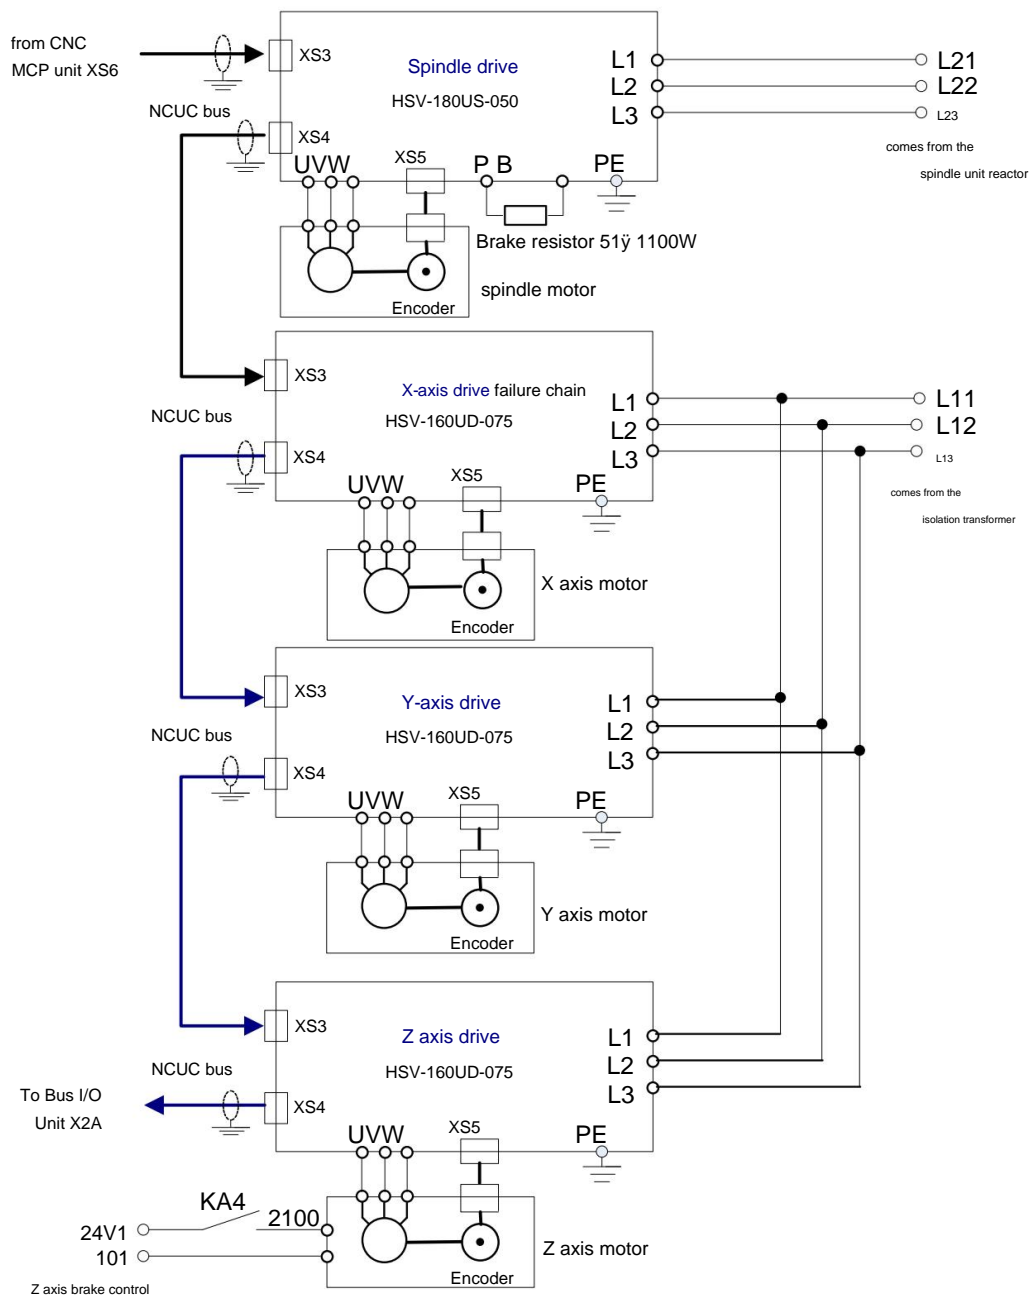 from CNC
MCP unit XS6
XS3
Spindle drive
HSV-180US-050
L1
L2
L3
L21
L22
L23
comes from the
spindle unit reactor
NCUC bus
XS4
UVW
XS5
P B
PE
Brake resistor 51ÿ 1100W
spindle motor
Encoder
XS3
X-axis drive failure chain
HSV-160UD-075
L1
L2
L3
L11
L12
L13
comes from the
isolation transformer
NCUC bus
XS4
UVW
XS5
PE
X axis motor
Encoder
XS3
Y-axis drive
HSV-160UD-075
L1
L2
L3
NCUC bus
XS4
UVW
XS5
PE
Y axis motor
Encoder
XS3
Z axis drive
HSV-160UD-075
L1
L2
L3
NCUC bus
To Bus I/O
Unit X2A
XS4
UVW
XS5
PE
KA4
24V1
2100
101
Z axis motor
Encoder
Z axis brake control